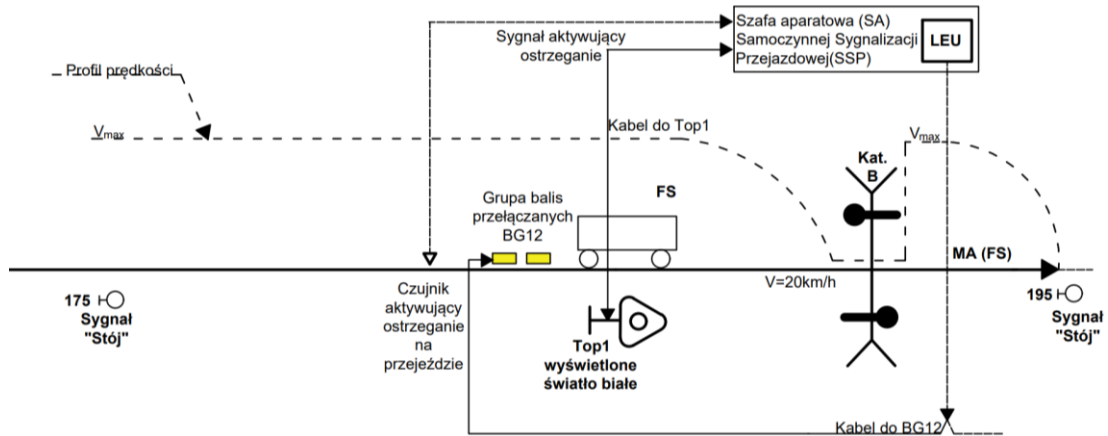 Szafa aparatowa (SA)
Samoczynnej Sygnalizacji
Przejazdowej(SSP)
LEU
Sygnał aktywujący
ostrzeganie
Profil prędkości
Vmax
Kabel do Top1
Vmax
Kat.
B
Grupa balis
przełączanych
BG12
FS
MA (FS)
V=20km/h
175
Sygnał
"Stój"
Czujnik
aktywujący
ostrzeganie
na
przejeździe
Top1
wyświetlone
światło białe
195
Sygnał
"Stój"
Kabel do BG12